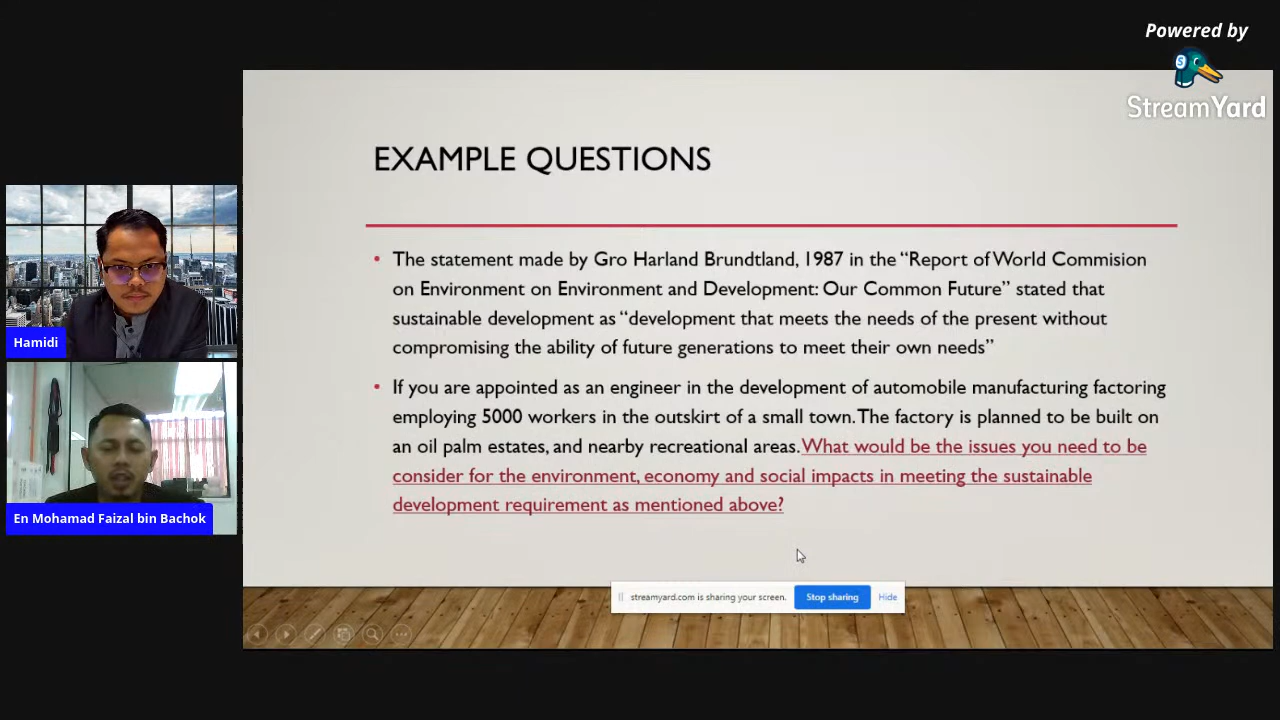 Powered by
StreamYard
EXAMPLE QUESTIONS
• The statement made by Gro Harland Brundtland, 1987 in the “Report of World Commision
on Environment on Environment and Development: Our Common Future” stated that
sustainable development as “development that meets the needs of the present without
compromising the ability of future generations to meet their own needs”
• If you are appointed as an engineer in the development of automobile manufacturing factoring
employing 5000 workers in the outskirt of a small town. The factory is planned to be built on
an oil palm estates, and nearby recreational areas. What would be the issues you need to be
consider for the environment, economy and social impacts in meeting the sustainable
development requirement as mentioned above?
Hamidi
En Mohamad Faizal bin Bachok
streamyard.com is sharing your screen.
Stop sharing
Hide